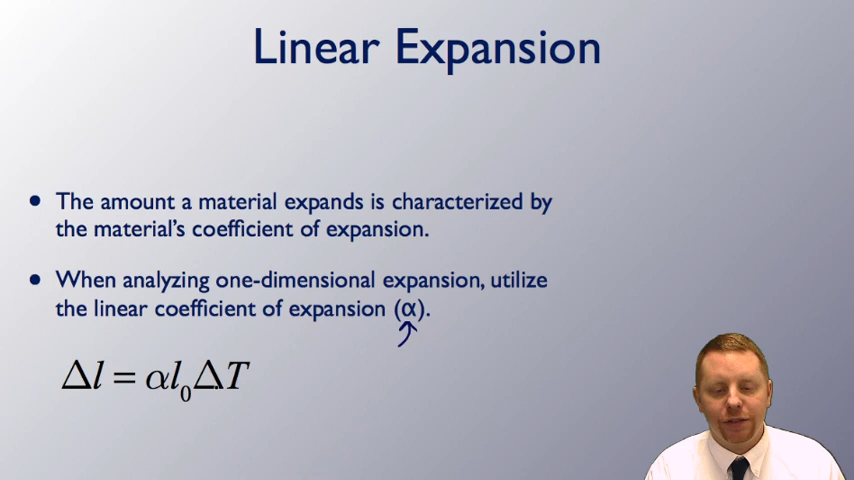 Linear Expansion
• The amount a material expands is characterized by
the material's coefficient of expansion.
• When analyzing one-dimensional expansion, utilize
the linear coefficient of expansion (α).
Δl = αl₀ΔT